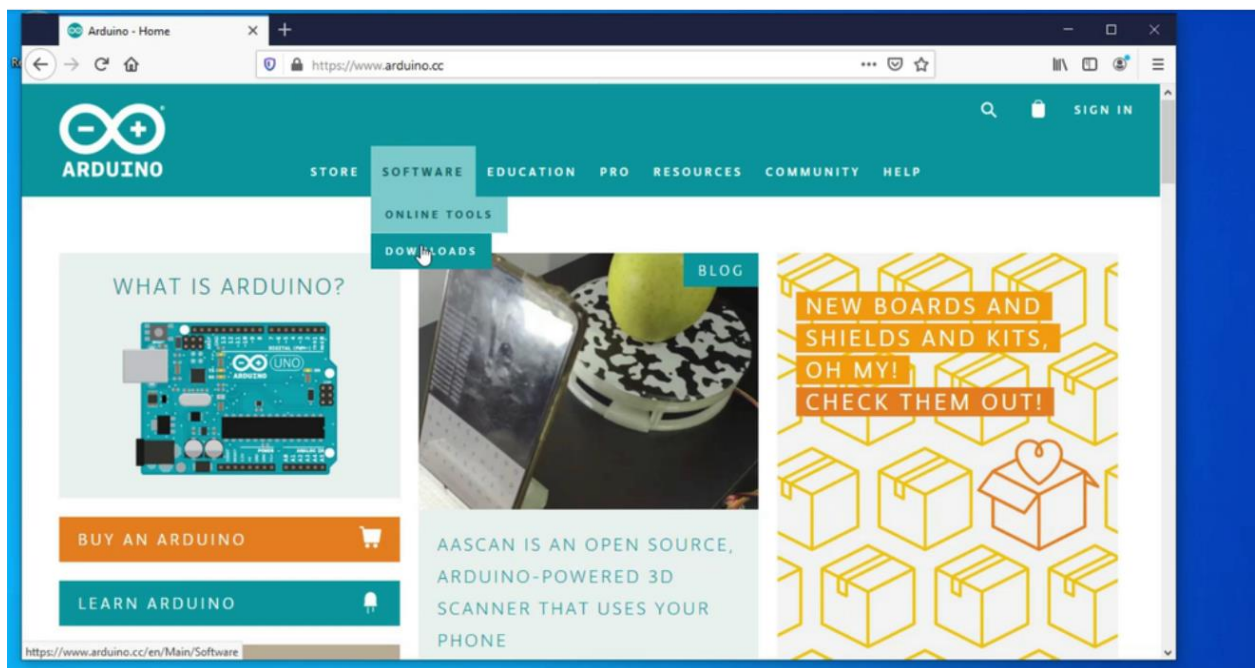 Arduino - Home
https://www.arduino.cc
SIGN IN
ARDUINO
STORE SOFTWARE EDUCATION PRO RESOURCES COMMUNITY HELP
ONLINE TOOLS
DOWNLOADS
WHAT IS ARDUINO?
UNO
ARDUINO
BUY AN ARDUINO
LEARN ARDUINO
BLOG
AASCAN IS AN OPEN SOURCE,
ARDUINO-POWERED 3D
SCANNER THAT USES YOUR
PHONE
NEW BOARDS AND
SHIELDS AND KITS,
OH MY!
CHECK THEM OUT!
https://www.arduino.cc/en/Main/Software